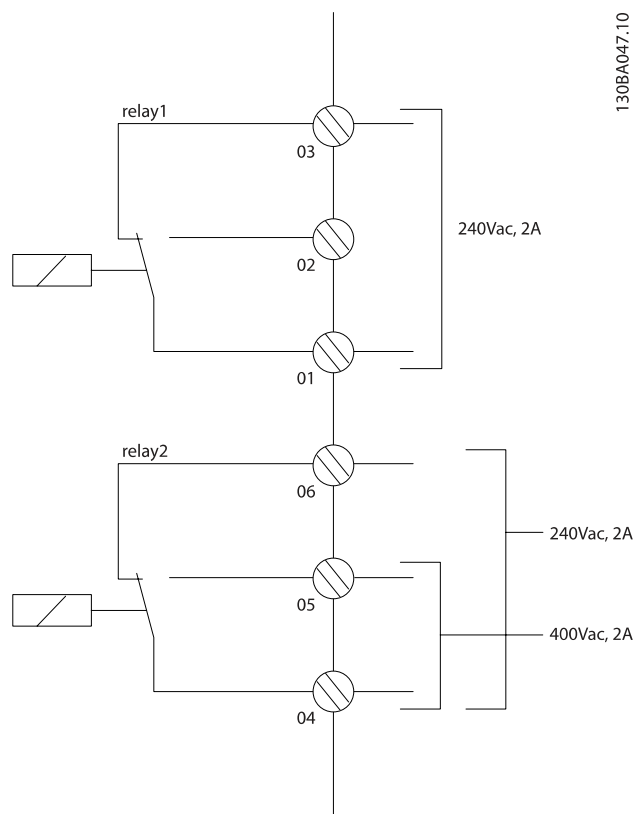 130BA047.10
relay1
03
240Vac, 2A
02
01
relay2
06
240Vac, 2A
05
400Vac, 2A
04